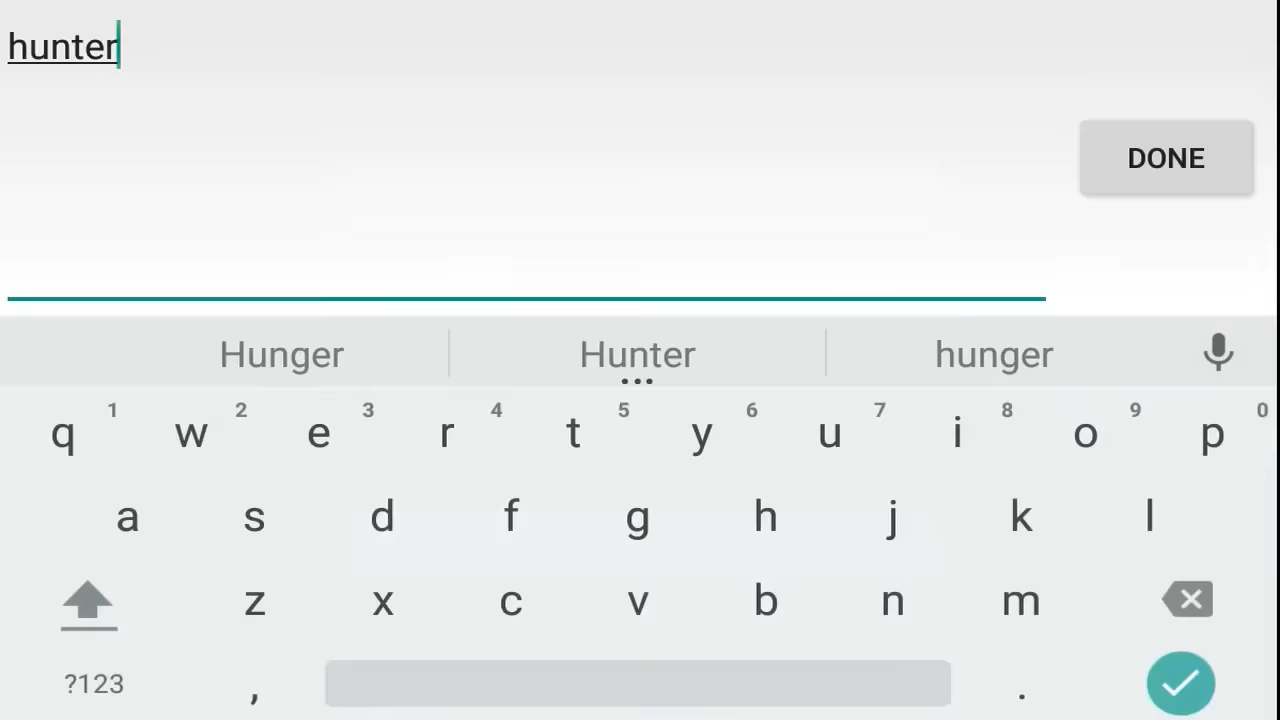 hunter
DONE
Hunger Hunter hunger
1 2 3 4 5 6 7 8 9 0
q w e r t y u i o p
a s d f g h j k l
z x c v b n m
?123 , .